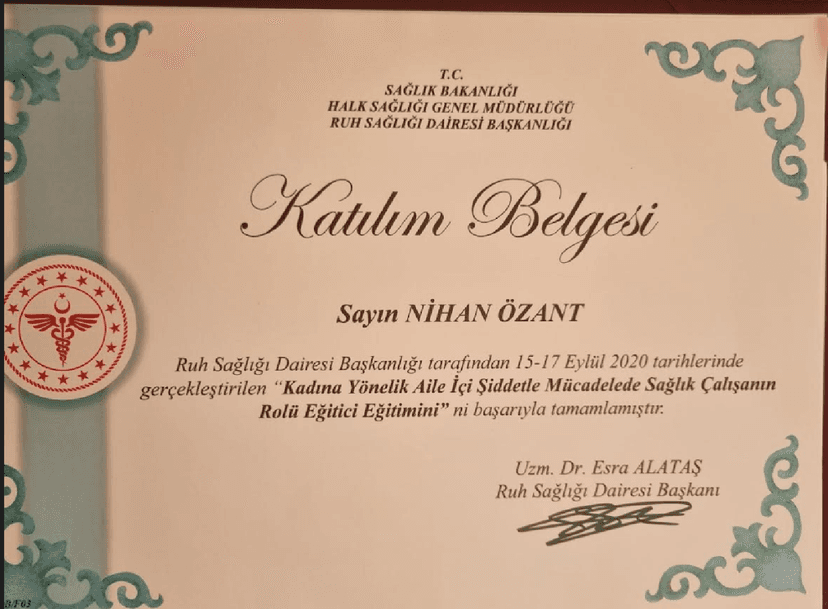 T.C.
SAĞLIK BAKANLIĞI
HALK SAĞLIĞI GENEL MÜDÜRLÜĞÜ
RUH SAĞLIĞI DAİRESİ BAŞKANLIĞI
Katılım Belgesi
Sayın NİHAN ÖZANT
Ruh Sağlığı Dairesi Başkanlığı tarafından 15-17 Eylül 2020 tarihlerinde
gerçekleştirilen “Kadına Yönelik Aile İçi Şiddetle Mücadelede Sağlık Çalışanın
Rolü Eğitici Eğitimini” ni başarıyla tamamlamıştır.
Uzm. Dr. Esra ALATAŞ
Ruh Sağlığı Dairesi Başkanı